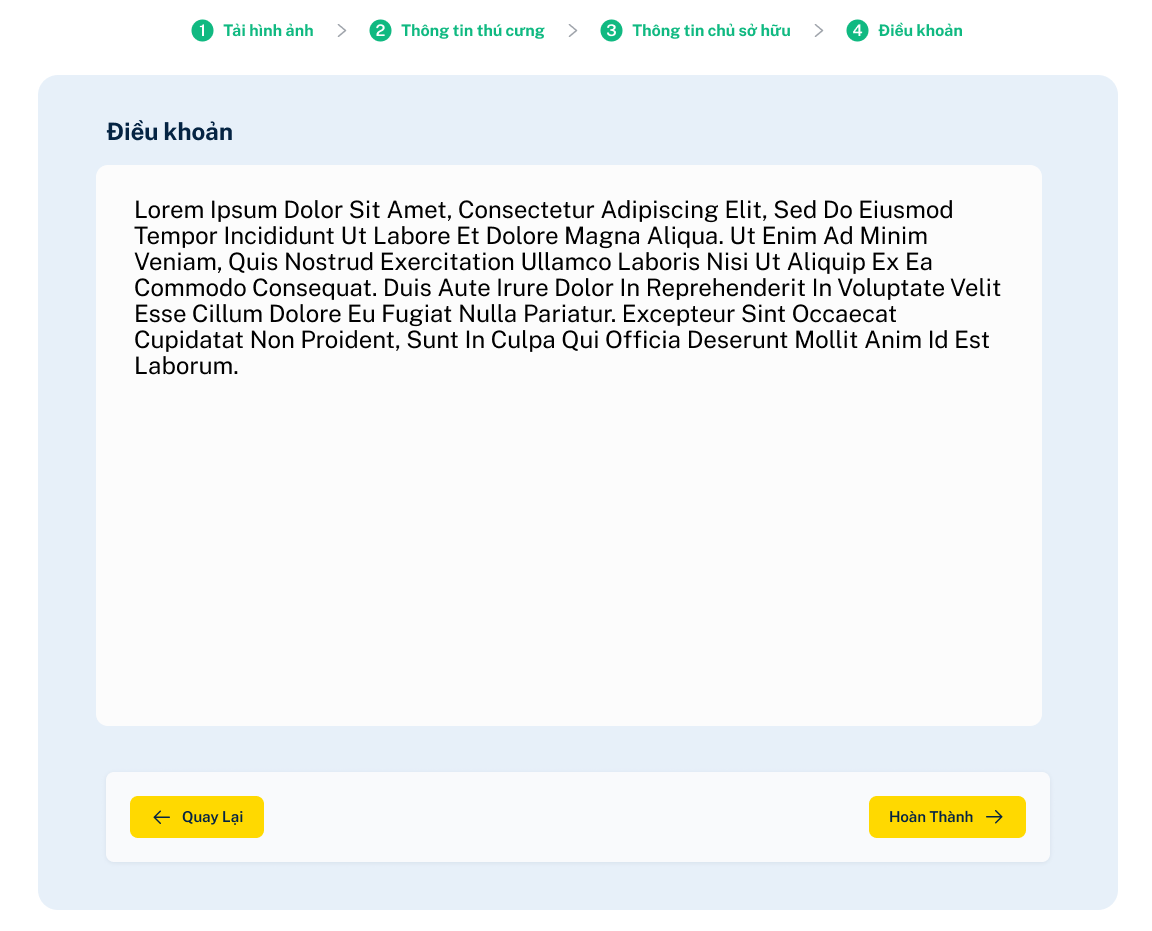 1 Tải hình ảnh > 2 Thông tin thú cưng > 3 Thông tin chủ sở hữu > 4 Điều khoản
Điều khoản
Lorem Ipsum Dolor Sit Amet, Consectetur Adipiscing Elit, Sed Do Eiusmod
Tempor Incididunt Ut Labore Et Dolore Magna Aliqua. Ut Enim Ad Minim
Veniam, Quis Nostrud Exercitation Ullamco Laboris Nisi Ut Aliquip Ex Ea
Commodo Consequat. Duis Aute Irure Dolor In Reprehenderit In Voluptate Velit
Esse Cillum Dolore Eu Fugiat Nulla Pariatur. Excepteur Sint Occaecat
Cupidatat Non Proident, Sunt In Culpa Qui Officia Deserunt Mollit Anim Id Est
Laborum.
← Quay Lại
Hoàn Thành →